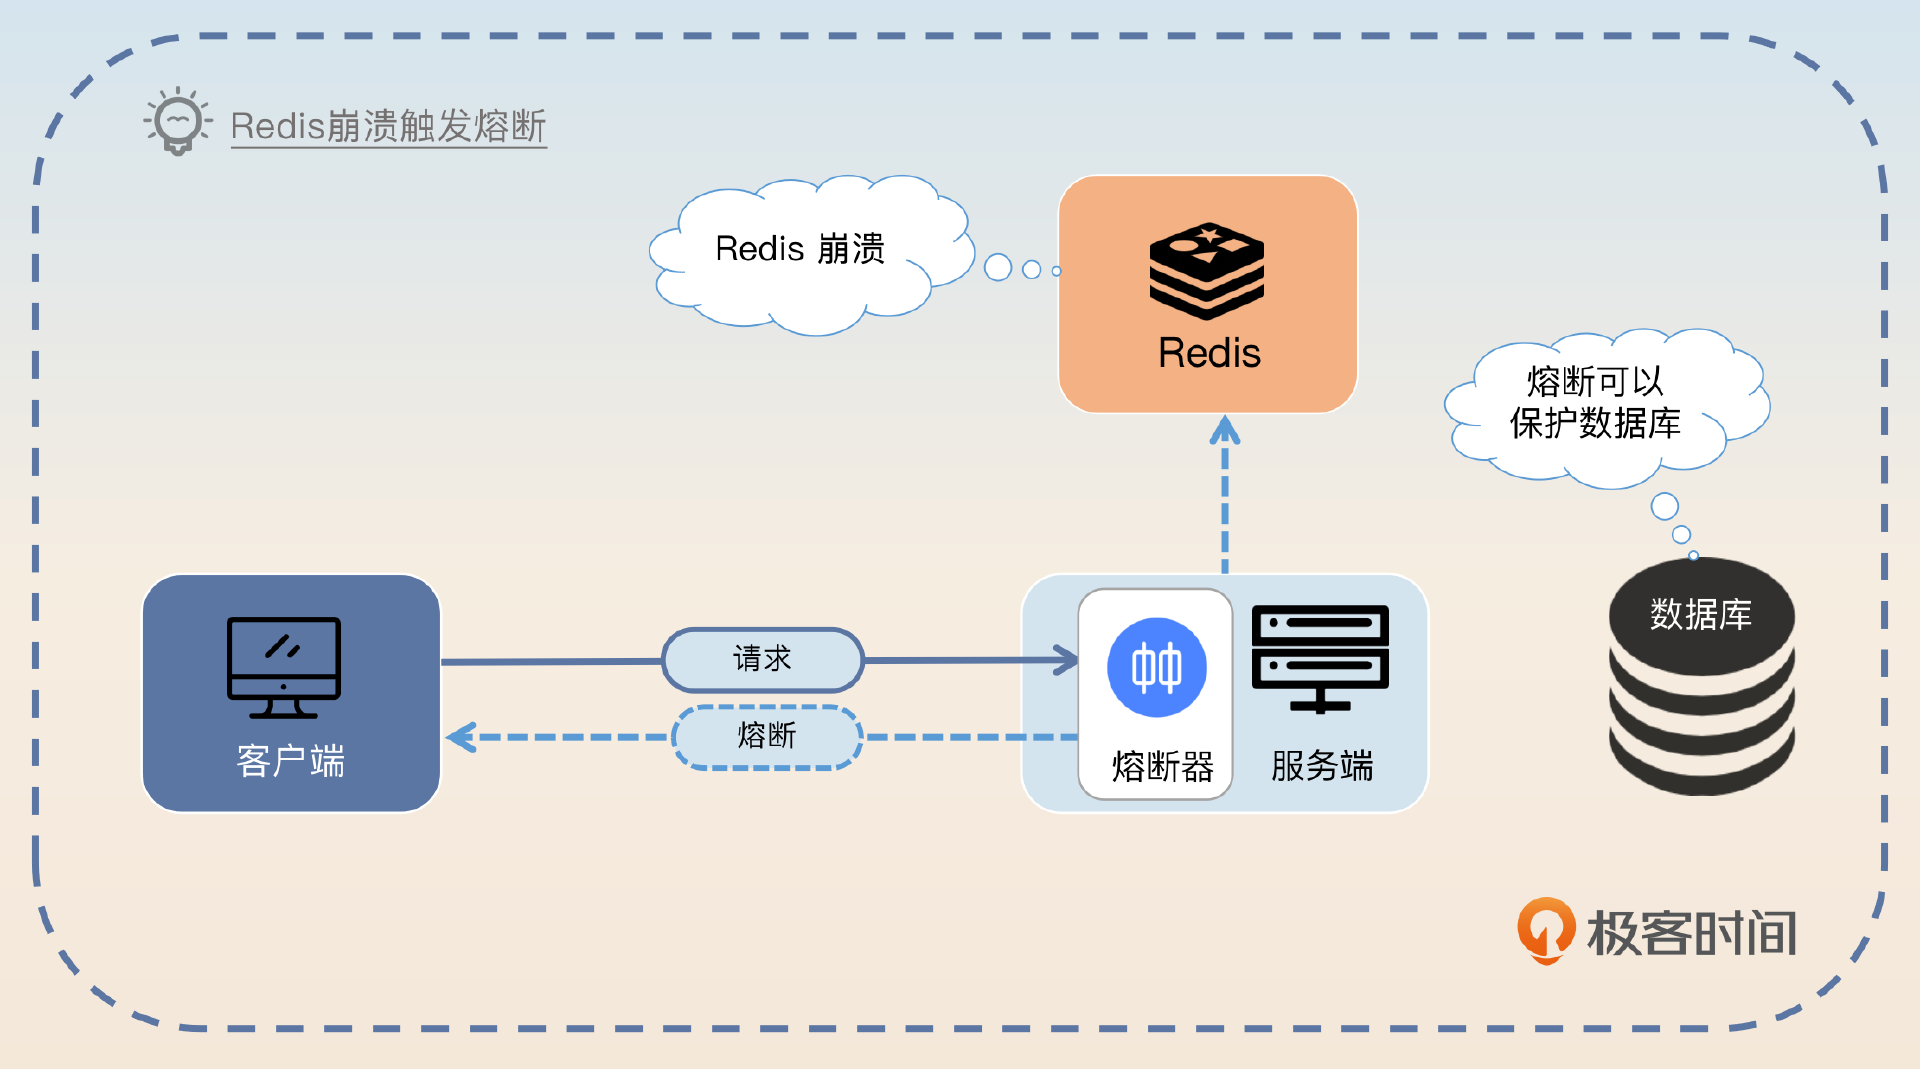 Redis崩溃触发熔断
Redis 崩溃
Redis
熔断可以
保护数据库
数据库
请求
熔断
客户端
熔断器
服务端
极客时间